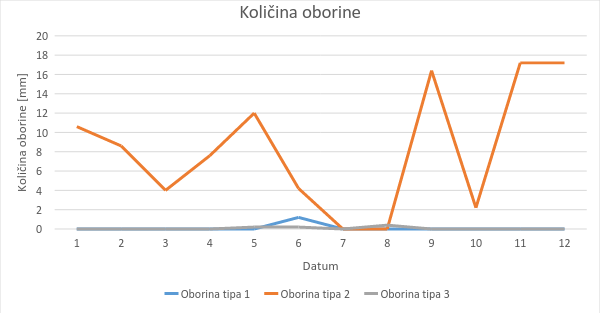 Količina oborine
20
18
16
14
12
10
8
6
4
2
0
Količina oborine [mm]
1 2 3 4 5 6 7 8 9 10 11 12
Datum
Oborina tipa 1 Oborina tipa 2 Oborina tipa 3